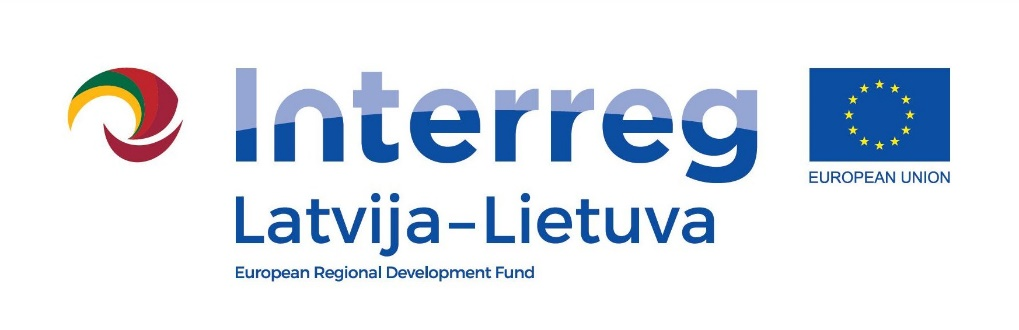 Interreg
EUROPEAN UNION
Latvija–Lietuva
European Regional Development Fund